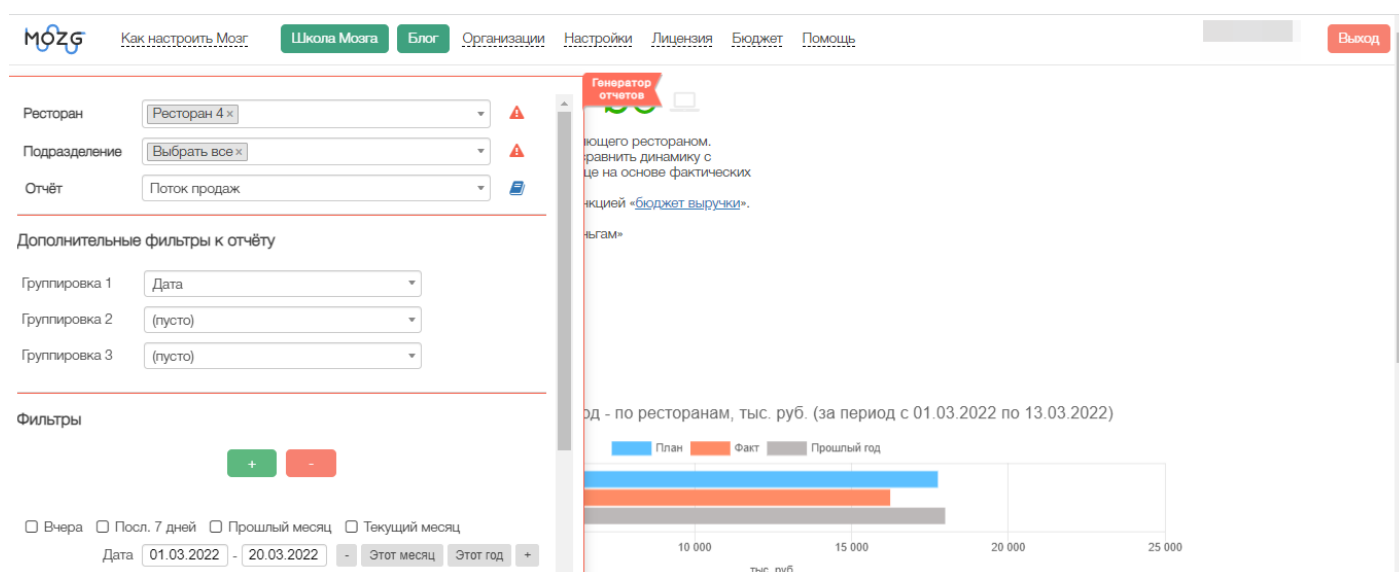 MOZG Как настроить Мозг Школа Мозга Блог Организации Настройки Лицензия Бюджет Помощь Выход
Генератор
отчетов
Ресторан Ресторан 4 ×
Подразделение Выбрать все ×
Отчёт Поток продаж
ющего рестораном.
равнить динамику с
це на основе фактических
нкцией «бюджет выручки».
ньгам»
Дополнительные фильтры к отчёту
Группировка 1 Дата
Группировка 2 (пусто)
Группировка 3 (пусто)
Фильтры
+ -
Вчера Посл. 7 дней Прошлый месяц Текущий месяц
Дата 01.03.2022 - 20.03.2022 - Этот месяц Этот год +
од - по ресторанам, тыс. руб. (за период с 01.03.2022 по 13.03.2022)
План Факт Прошлый год
10 000 15 000 20 000 25 000
тыс. руб.